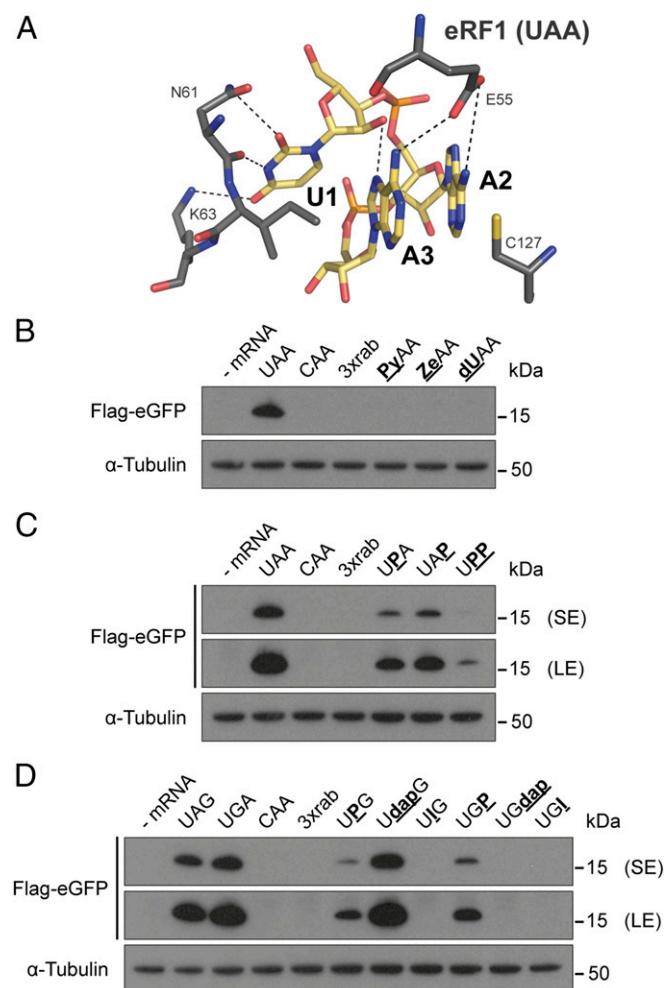 A
eRF1 (UAA)
N61
E55
U1
A2
K63
A3
C127
B
- mRNA UAA CAA 3xrab PyAA ZeAA dUAA kDa
Flag-eGFP 15
α-Tubulin 50
C
- mRNA UAA CAA 3xrab UPA UAP UPP kDa
15 (SE)
Flag-eGFP
15 (LE)
α-Tubulin 50
D
- mRNA UAG UGA CAA 3xrab UPG UdapG UIG UGP UGdap UGI kDa
15 (SE)
Flag-eGFP
15 (LE)
α-Tubulin 50